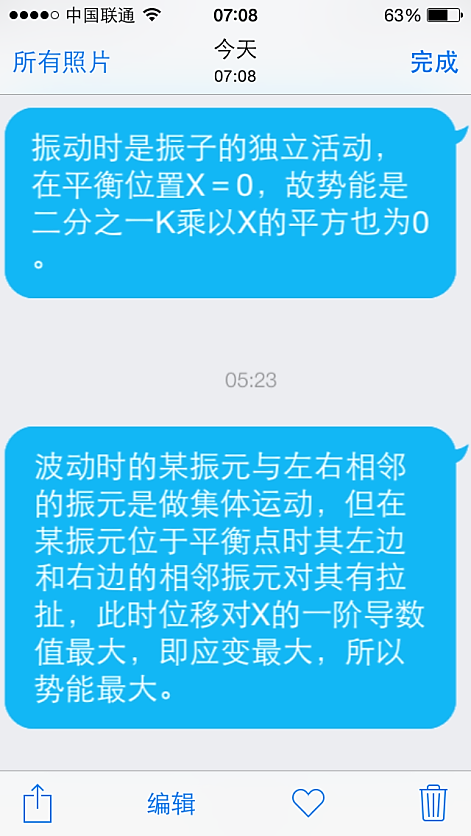 中国联通 07:08 63%
所有照片 今天 完成
07:08
振动时是振子的独立活动，
在平衡位置X＝0，故势能是
二分之一K乘以X的平方也为0
。
05:23
波动时的某振元与左右相邻
的振元是做集体运动，但在
某振元位于平衡点时其左边
和右边的相邻振元对其有拉
扯，此时位移对X的一阶导数
值最大，即应变最大，所以
势能最大。
编辑